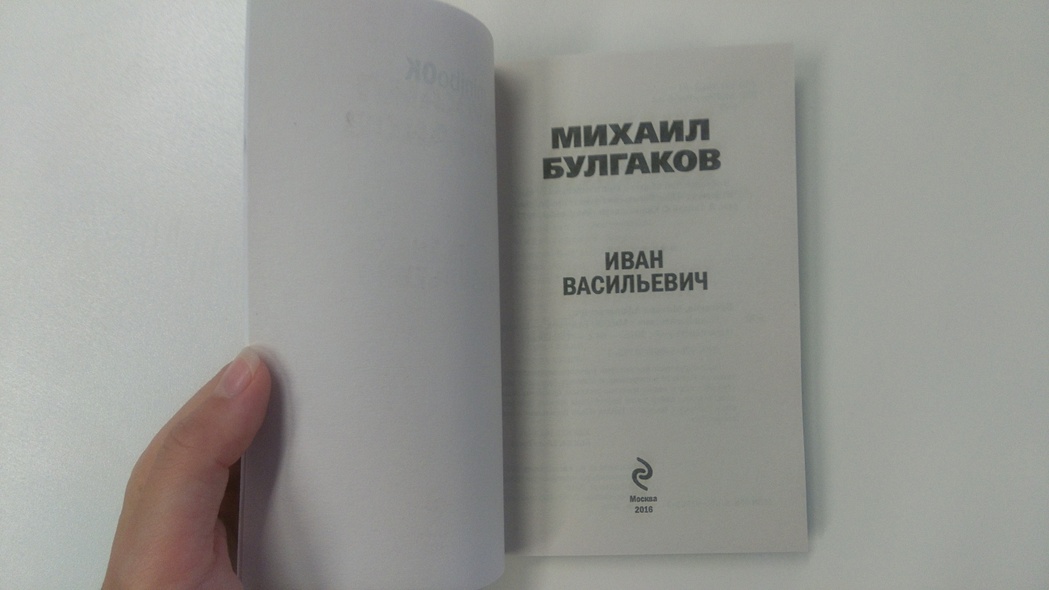 МИХАИЛ
БУЛГАКОВ
ИВАН
ВАСИЛЬЕВИЧ
Москва
2016